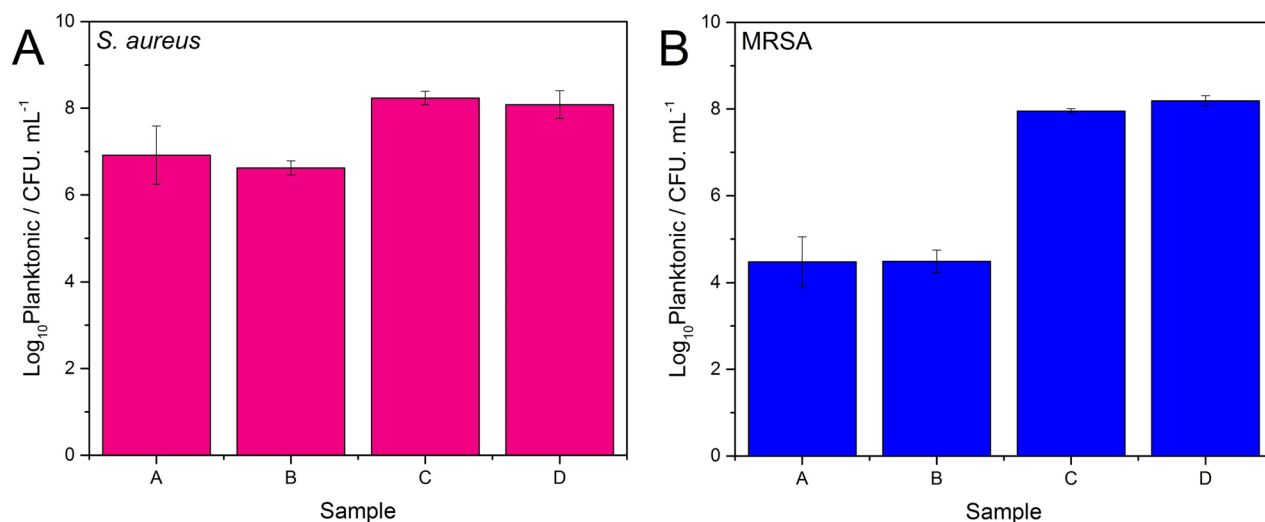 A
S. aureus
10
8
6
4
2
0
Log₁₀Planktonic / CFU. mL⁻¹
A B C D
Sample
B
MRSA
10
8
6
4
2
0
Log₁₀Planktonic / CFU. mL⁻¹
A B C D
Sample